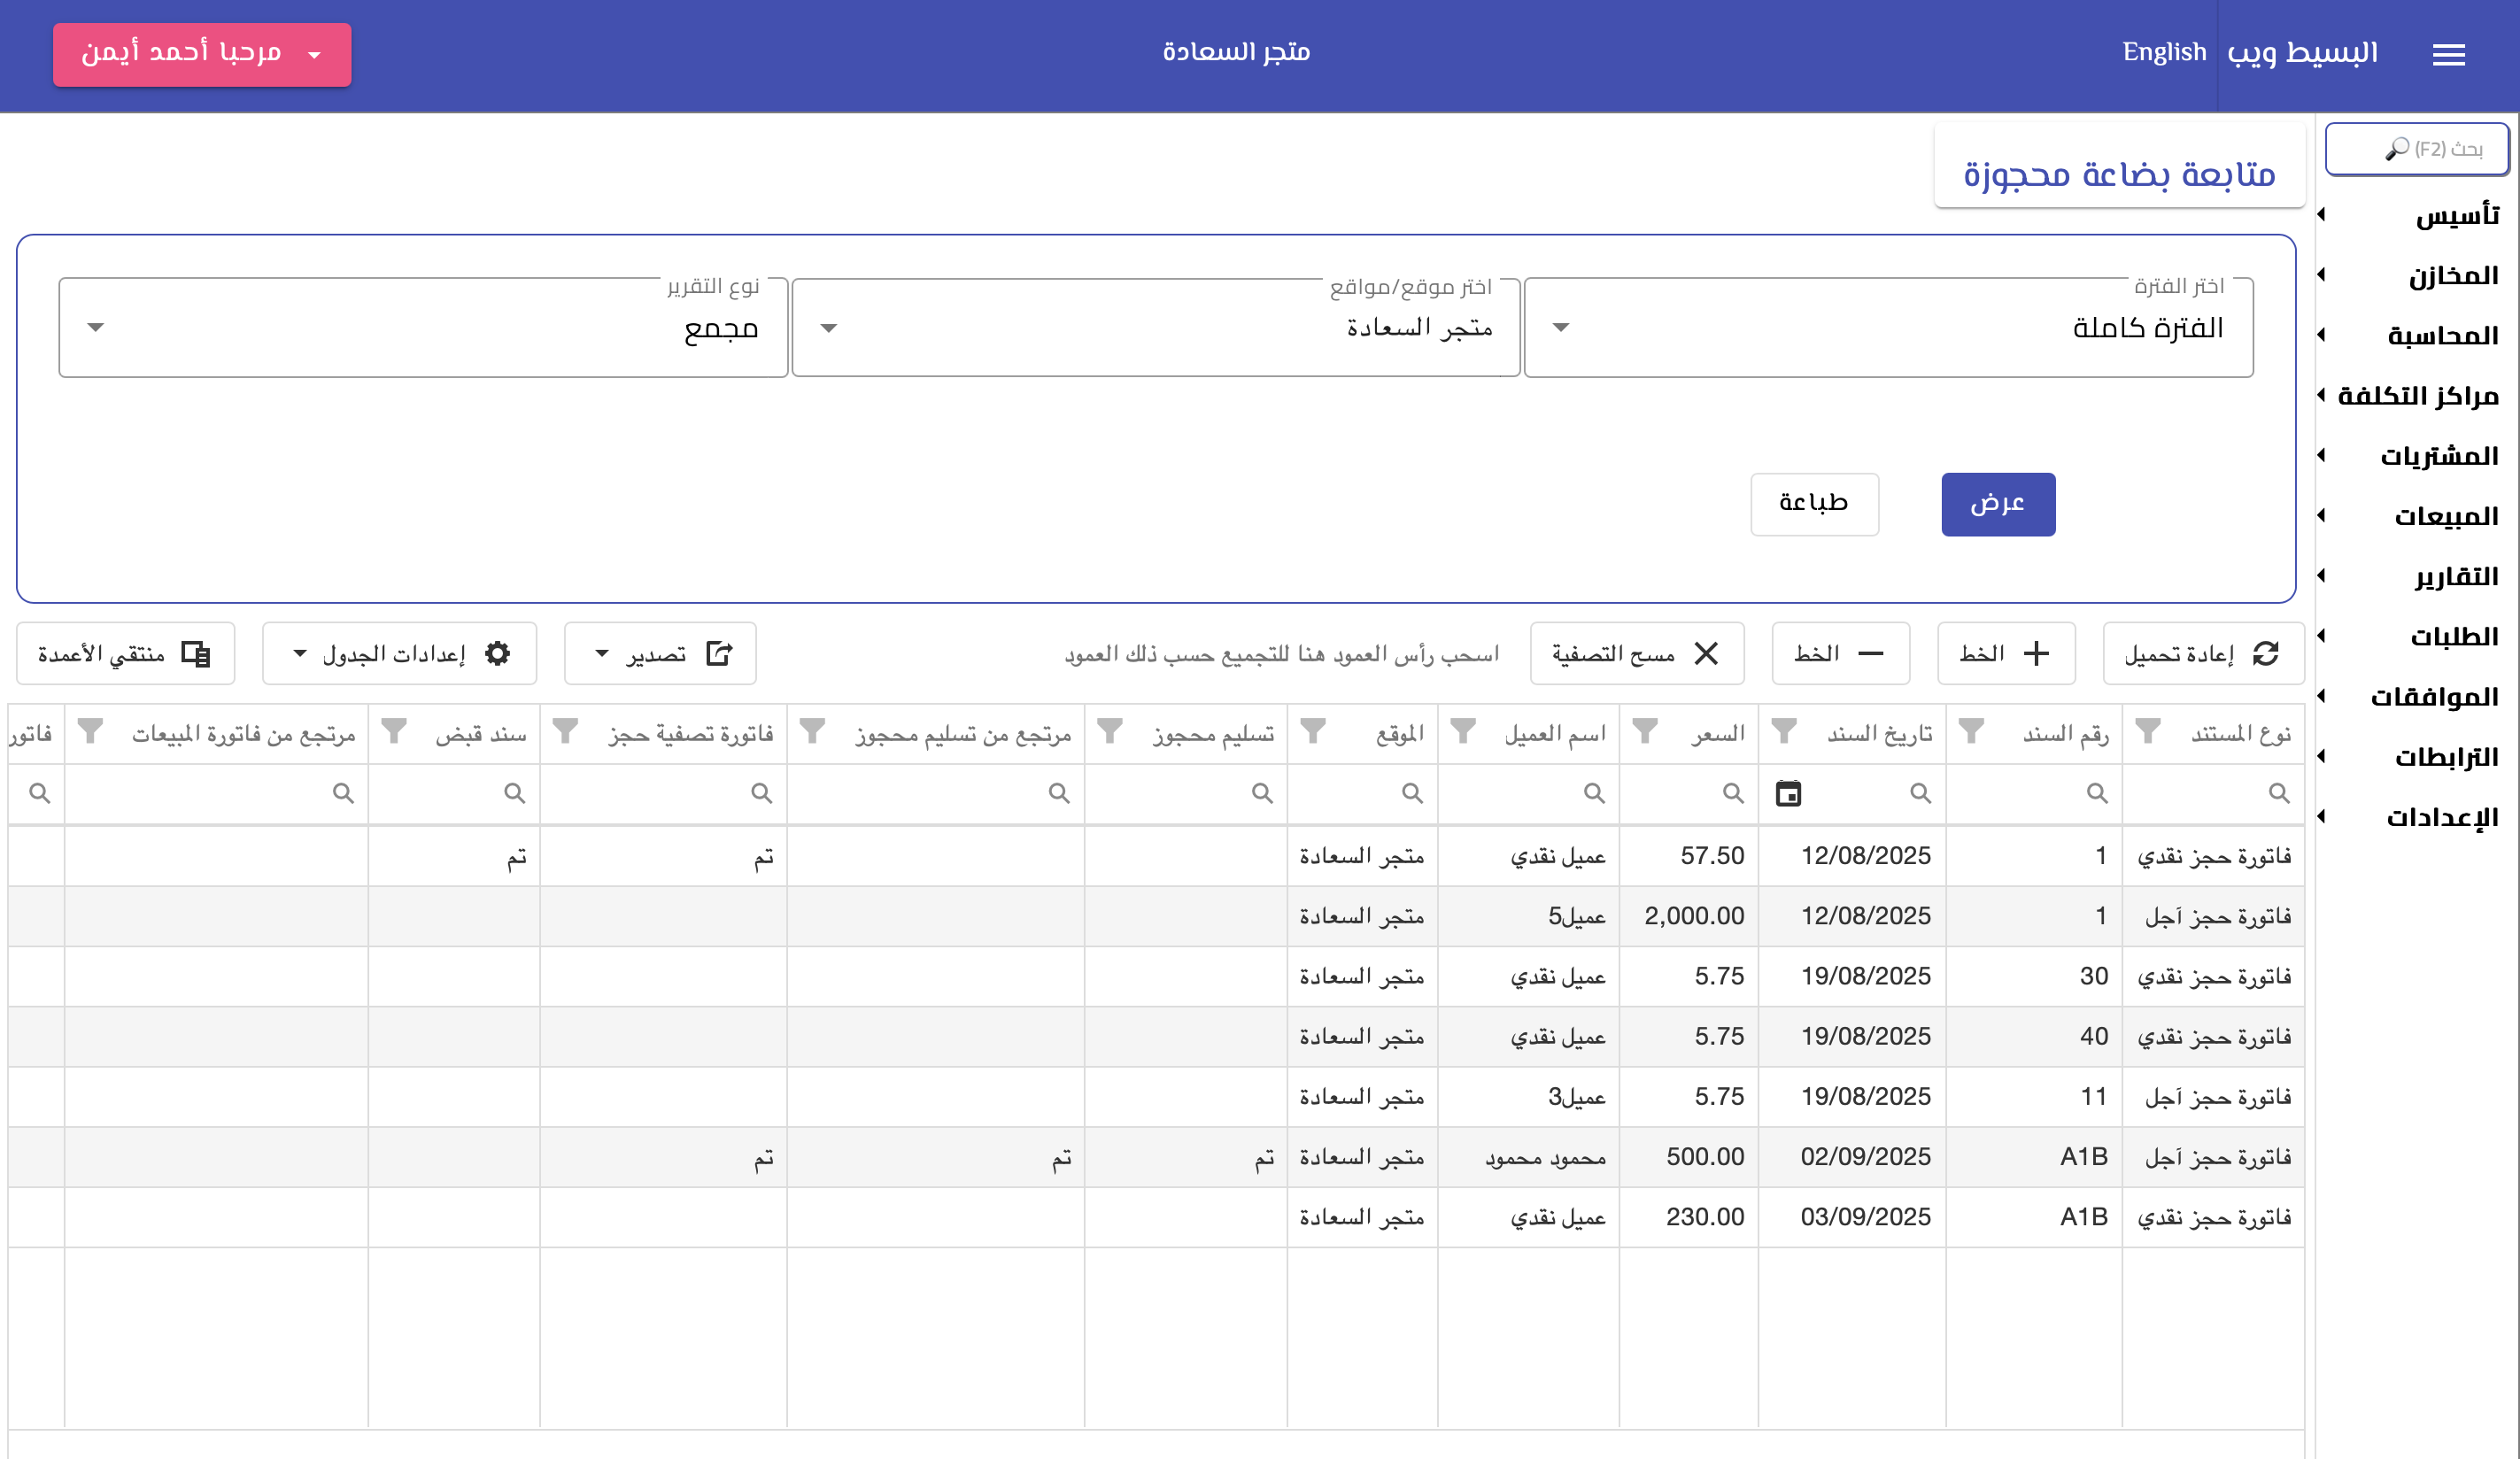 البسيط ويب English متجر السعادة مرحبا أحمد أيمن
بحث (F2)
تأسيس
المخازن
المحاسبة
مراكز التكلفة
المشتريات
المبيعات
التقارير
الطلبات
الموافقات
الترابطات
الإعدادات
متابعة بضاعة محجوزة
اختر الفترة اختر موقع/مواقع نوع التقرير
الفترة كاملة متجر السعادة مجمع
عرض طباعة
إعادة تحميل الخط الخط مسح التصفية اسحب رأس العمود هنا للتجميع حسب ذلك العمود تصدير إعدادات الجدول منتقي الأعمدة
نوع المستند رقم السند تاريخ السند السعر اسم العميل الموقع تسليم محجوز مرتجع من تسليم محجوز فاتورة تصفية حجز سند قبض مرتجع من فاتورة المبيعات فاتور
فاتورة حجز نقدي 1 12/08/2025 57.50 عميل نقدي متجر السعادة تم تم
فاتورة حجز آجل 1 12/08/2025 2,000.00 عميل5 متجر السعادة
فاتورة حجز نقدي 30 19/08/2025 5.75 عميل نقدي متجر السعادة
فاتورة حجز نقدي 40 19/08/2025 5.75 عميل نقدي متجر السعادة
فاتورة حجز آجل 11 19/08/2025 5.75 عميل3 متجر السعادة
فاتورة حجز آجل A1B 02/09/2025 500.00 محمود محمود متجر السعادة تم تم تم
فاتورة حجز نقدي A1B 03/09/2025 230.00 عميل نقدي متجر السعادة